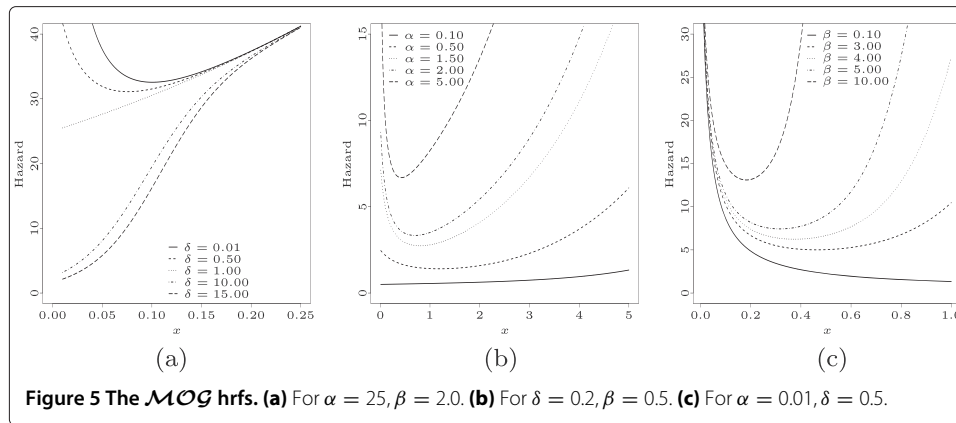 40
30
20
10
0
Hazard
δ = 0.01
δ = 0.50
δ = 1.00
δ = 10.00
δ = 15.00
0.00 0.05 0.10 0.15 0.20 0.25
x
(a)
15
10
5
0
Hazard
α = 0.10
α = 0.50
α = 1.50
α = 2.00
α = 5.00
0 1 2 3 4 5
x
(b)
30
25
20
15
10
5
0
Hazard
β = 0.10
β = 3.00
β = 4.00
β = 5.00
β = 10.00
0.0 0.2 0.4 0.6 0.8 1.0
x
(c)
Figure 5 The MOG hrfs. (a) For α = 25, β = 2.0. (b) For δ = 0.2, β = 0.5. (c) For α = 0.01, δ = 0.5.